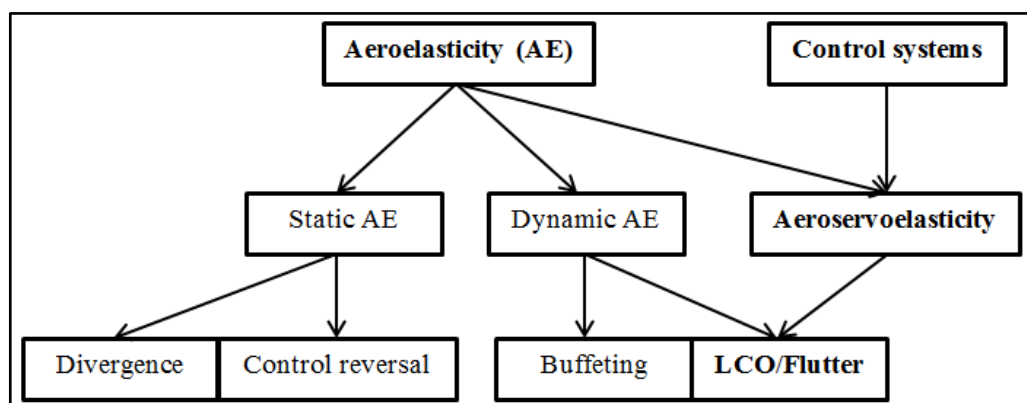 Aeroelasticity (AE)
Control systems
Static AE
Dynamic AE
Aeroservoelasticity
Divergence
Control reversal
Buffeting
LCO/Flutter